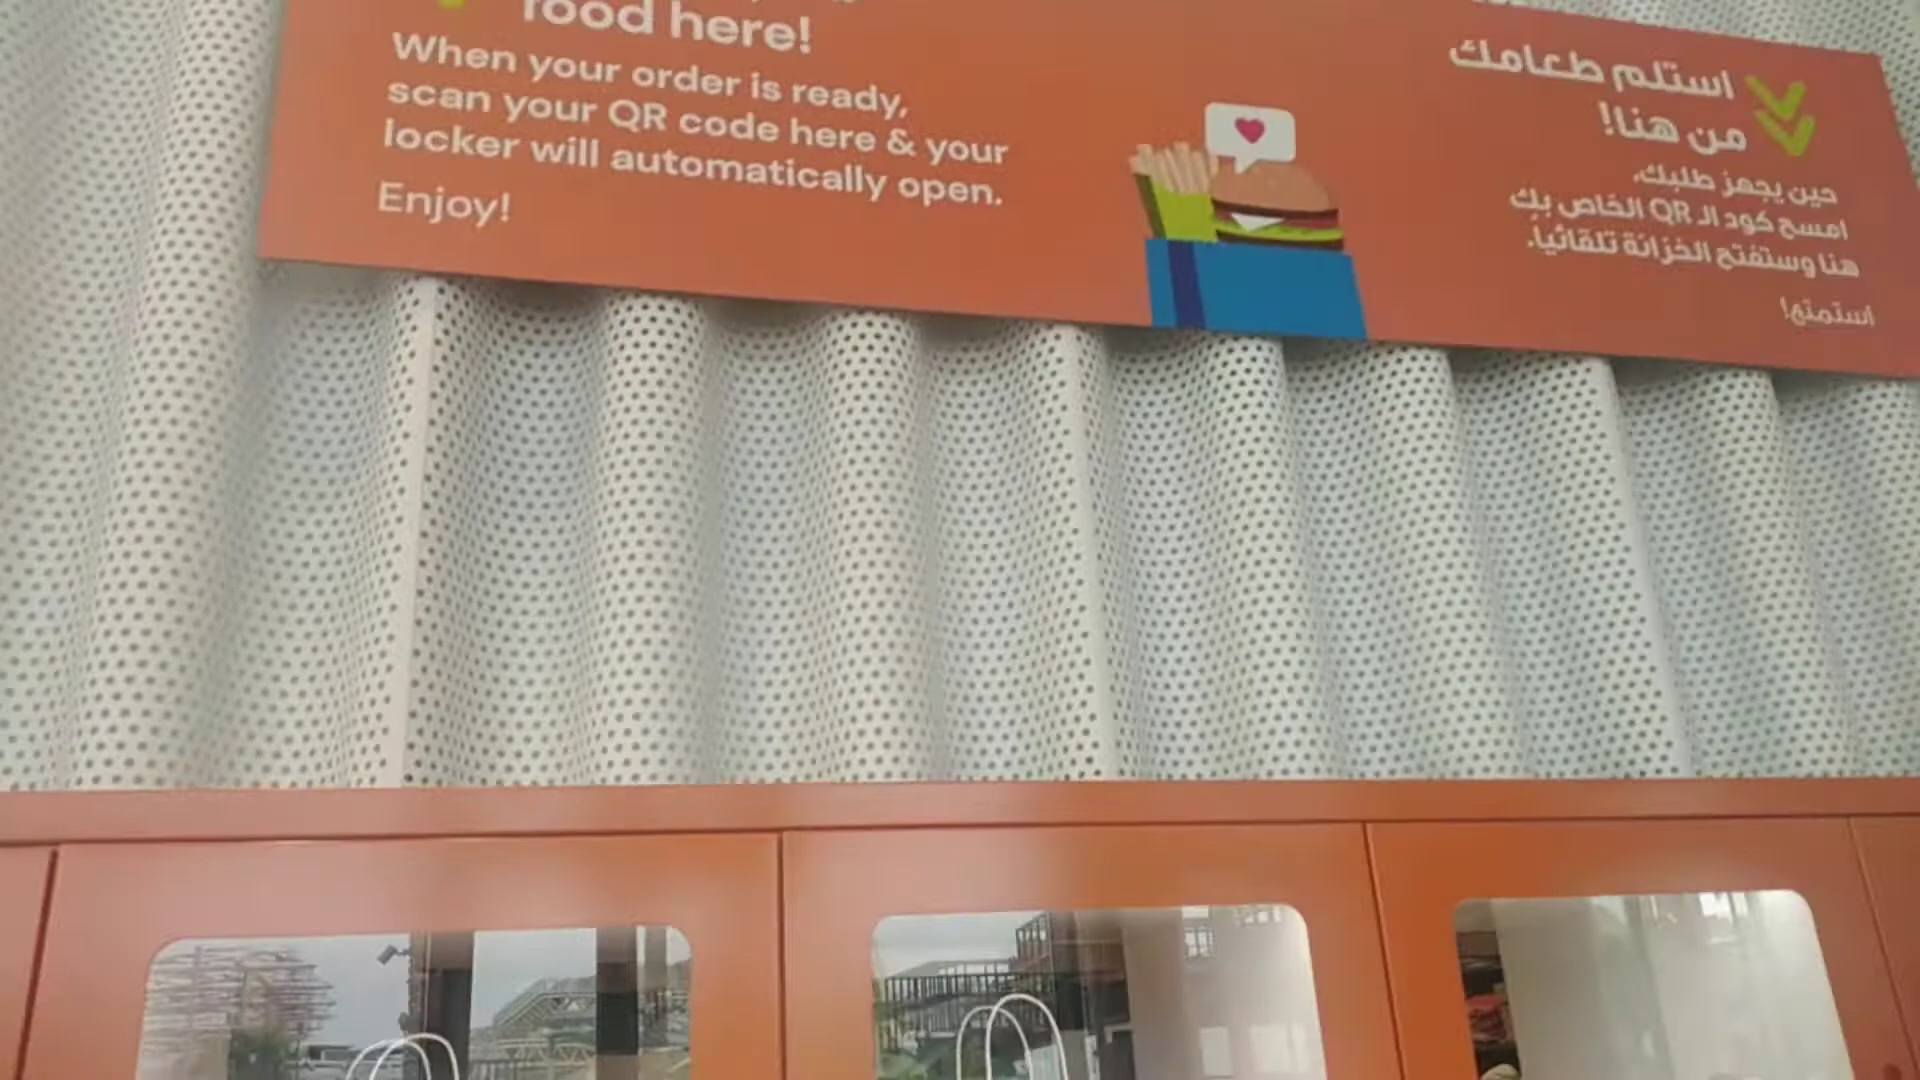 food here!
When your order is ready,
scan your QR code here & your
locker will automatically open.
Enjoy!
استلم طعامك
من هنا!
حين يجهز طلبك،
امسح كود الـ QR الخاص بك
هنا وستفتح الخزانة تلقائياً.
استمتع!